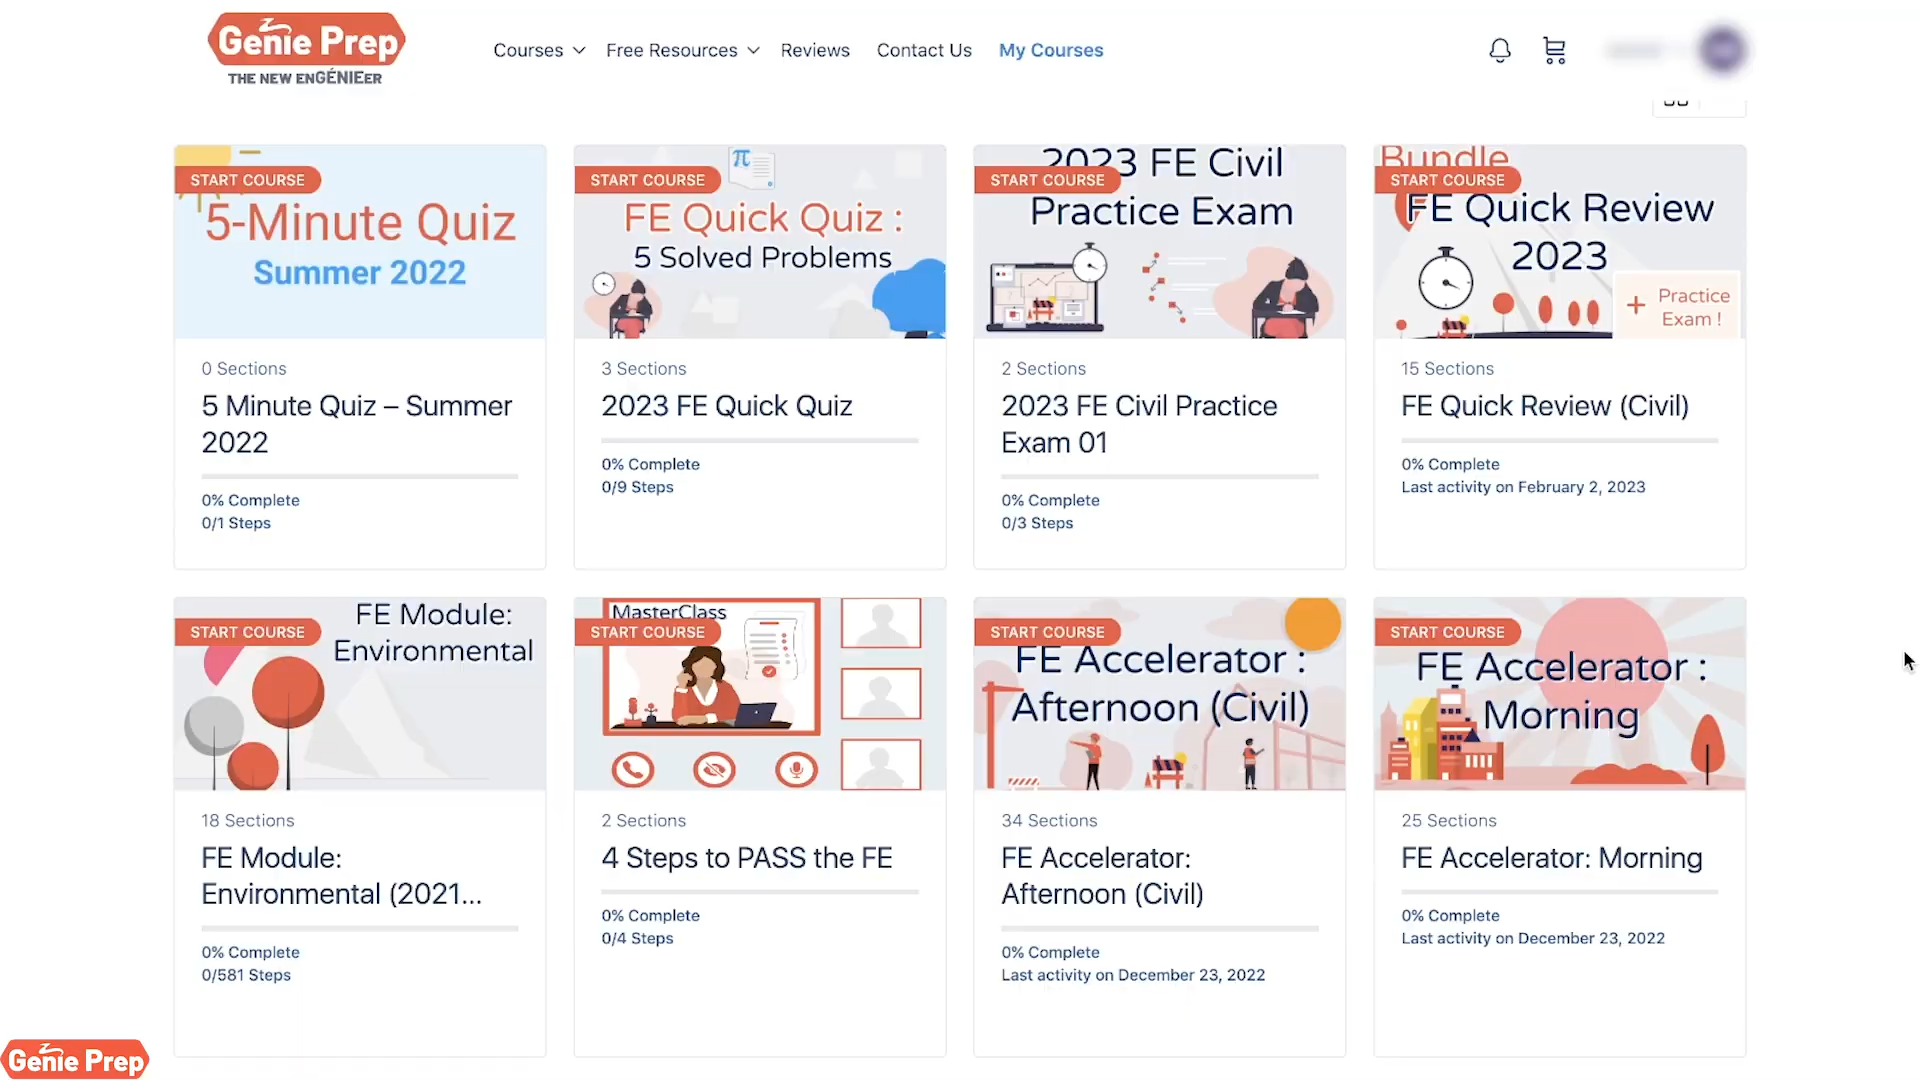 Genie Prep
THE NEW ENGÉNIEER
Courses
Free Resources
Reviews
Contact Us
My Courses
START COURSE
5-Minute Quiz
Summer 2022
0 Sections
5 Minute Quiz – Summer
2022
0% Complete
0/1 Steps
START COURSE
π
FE Quick Quiz :
5 Solved Problems
3 Sections
2023 FE Quick Quiz
0% Complete
0/9 Steps
START COURSE
2023 FE Civil
Practice Exam
2 Sections
2023 FE Civil Practice
Exam 01
0% Complete
0/3 Steps
Bundle
START COURSE
FE Quick Review
2023
+ Practice
Exam !
15 Sections
FE Quick Review (Civil)
0% Complete
Last activity on February 2, 2023
START COURSE
FE Module:
Environmental
18 Sections
FE Module:
Environmental (2021...
0% Complete
0/581 Steps
MasterClass
START COURSE
2 Sections
4 Steps to PASS the FE
0% Complete
0/4 Steps
START COURSE
FE Accelerator :
Afternoon (Civil)
34 Sections
FE Accelerator:
Afternoon (Civil)
0% Complete
Last activity on December 23, 2022
START COURSE
FE Accelerator :
Morning
25 Sections
FE Accelerator: Morning
0% Complete
Last activity on December 23, 2022
Genie Prep